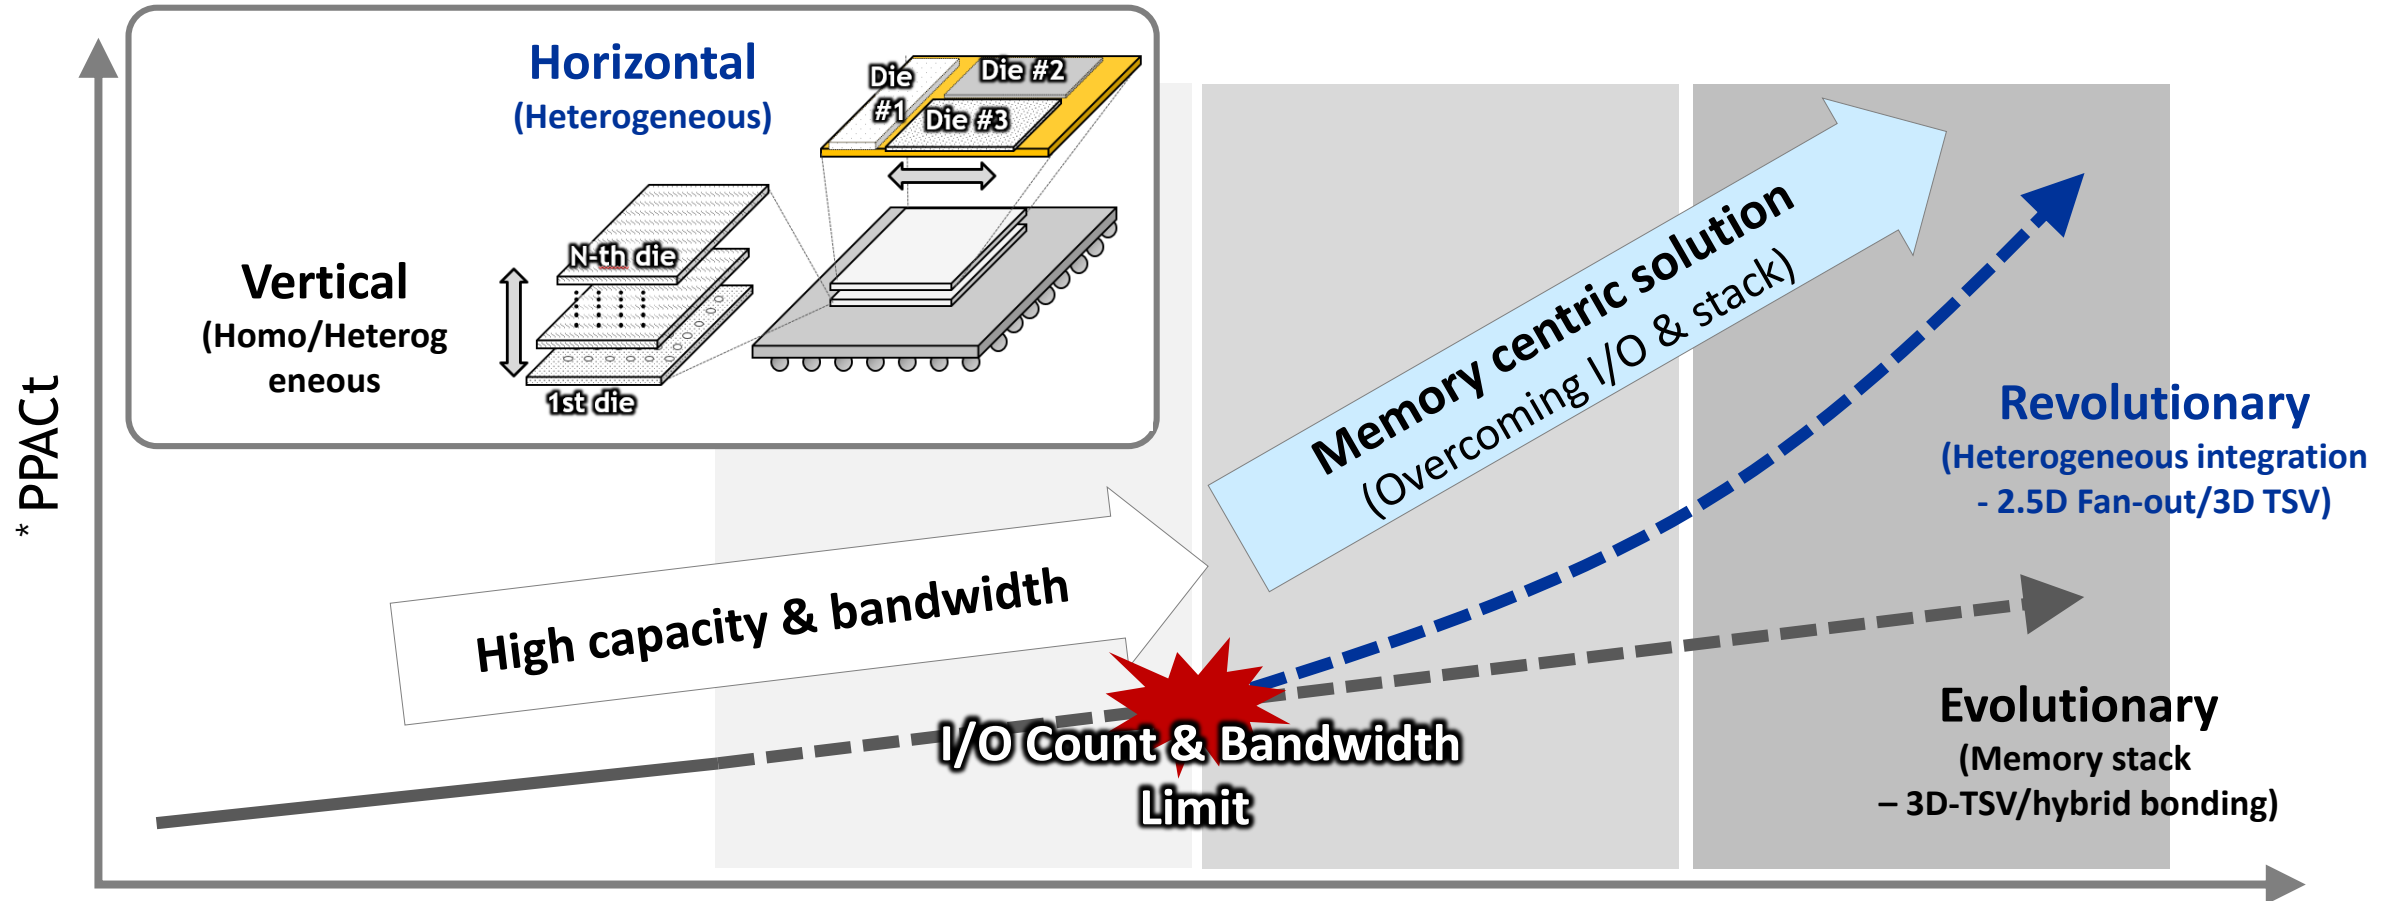 Horizontal
(Heterogeneous)
Die
#1
Die #2
Die #3
Vertical
(Homo/Heterog
eneous
N-th die
1st die
* PPACt
High capacity & bandwidth
Memory centric solution
(Overcoming I/O & stack)
I/O Count & Bandwidth
Limit
Revolutionary
(Heterogeneous integration
- 2.5D Fan-out/3D TSV)
Evolutionary
(Memory stack
– 3D-TSV/hybrid bonding)